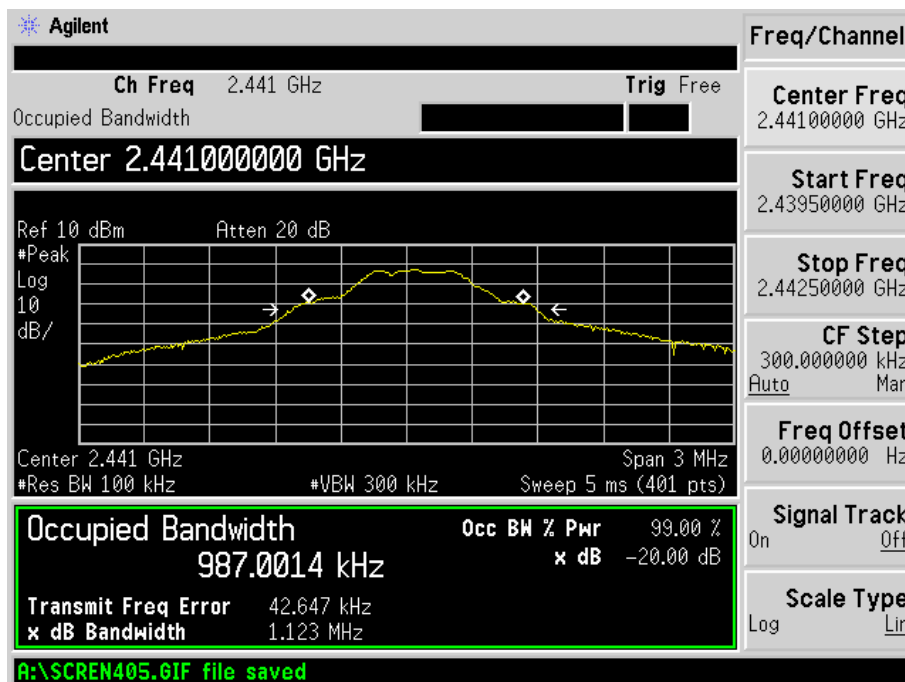 Agilent
Freq/Channel
Ch Freq 2.441 GHz Trig Free
Occupied Bandwidth
Center 2.441000000 GHz
Ref 10 dBm Atten 20 dB
#Peak
Log
10
dB/
Center 2.441 GHz Span 3 MHz
#Res BW 100 kHz #VBW 300 kHz Sweep 5 ms (401 pts)
Occupied Bandwidth Occ BW % Pwr 99.00 %
987.0014 kHz x dB -20.00 dB
Transmit Freq Error 42.647 kHz
x dB Bandwidth 1.123 MHz
A:\SCREN405.GIF file saved
Center Freq
2.44100000 GHz
Start Freq
2.43950000 GHz
Stop Freq
2.44250000 GHz
CF Step
300.000000 kHz
Auto Man
Freq Offset
0.00000000 Hz
Signal Track
On Off
Scale Type
Log Lin